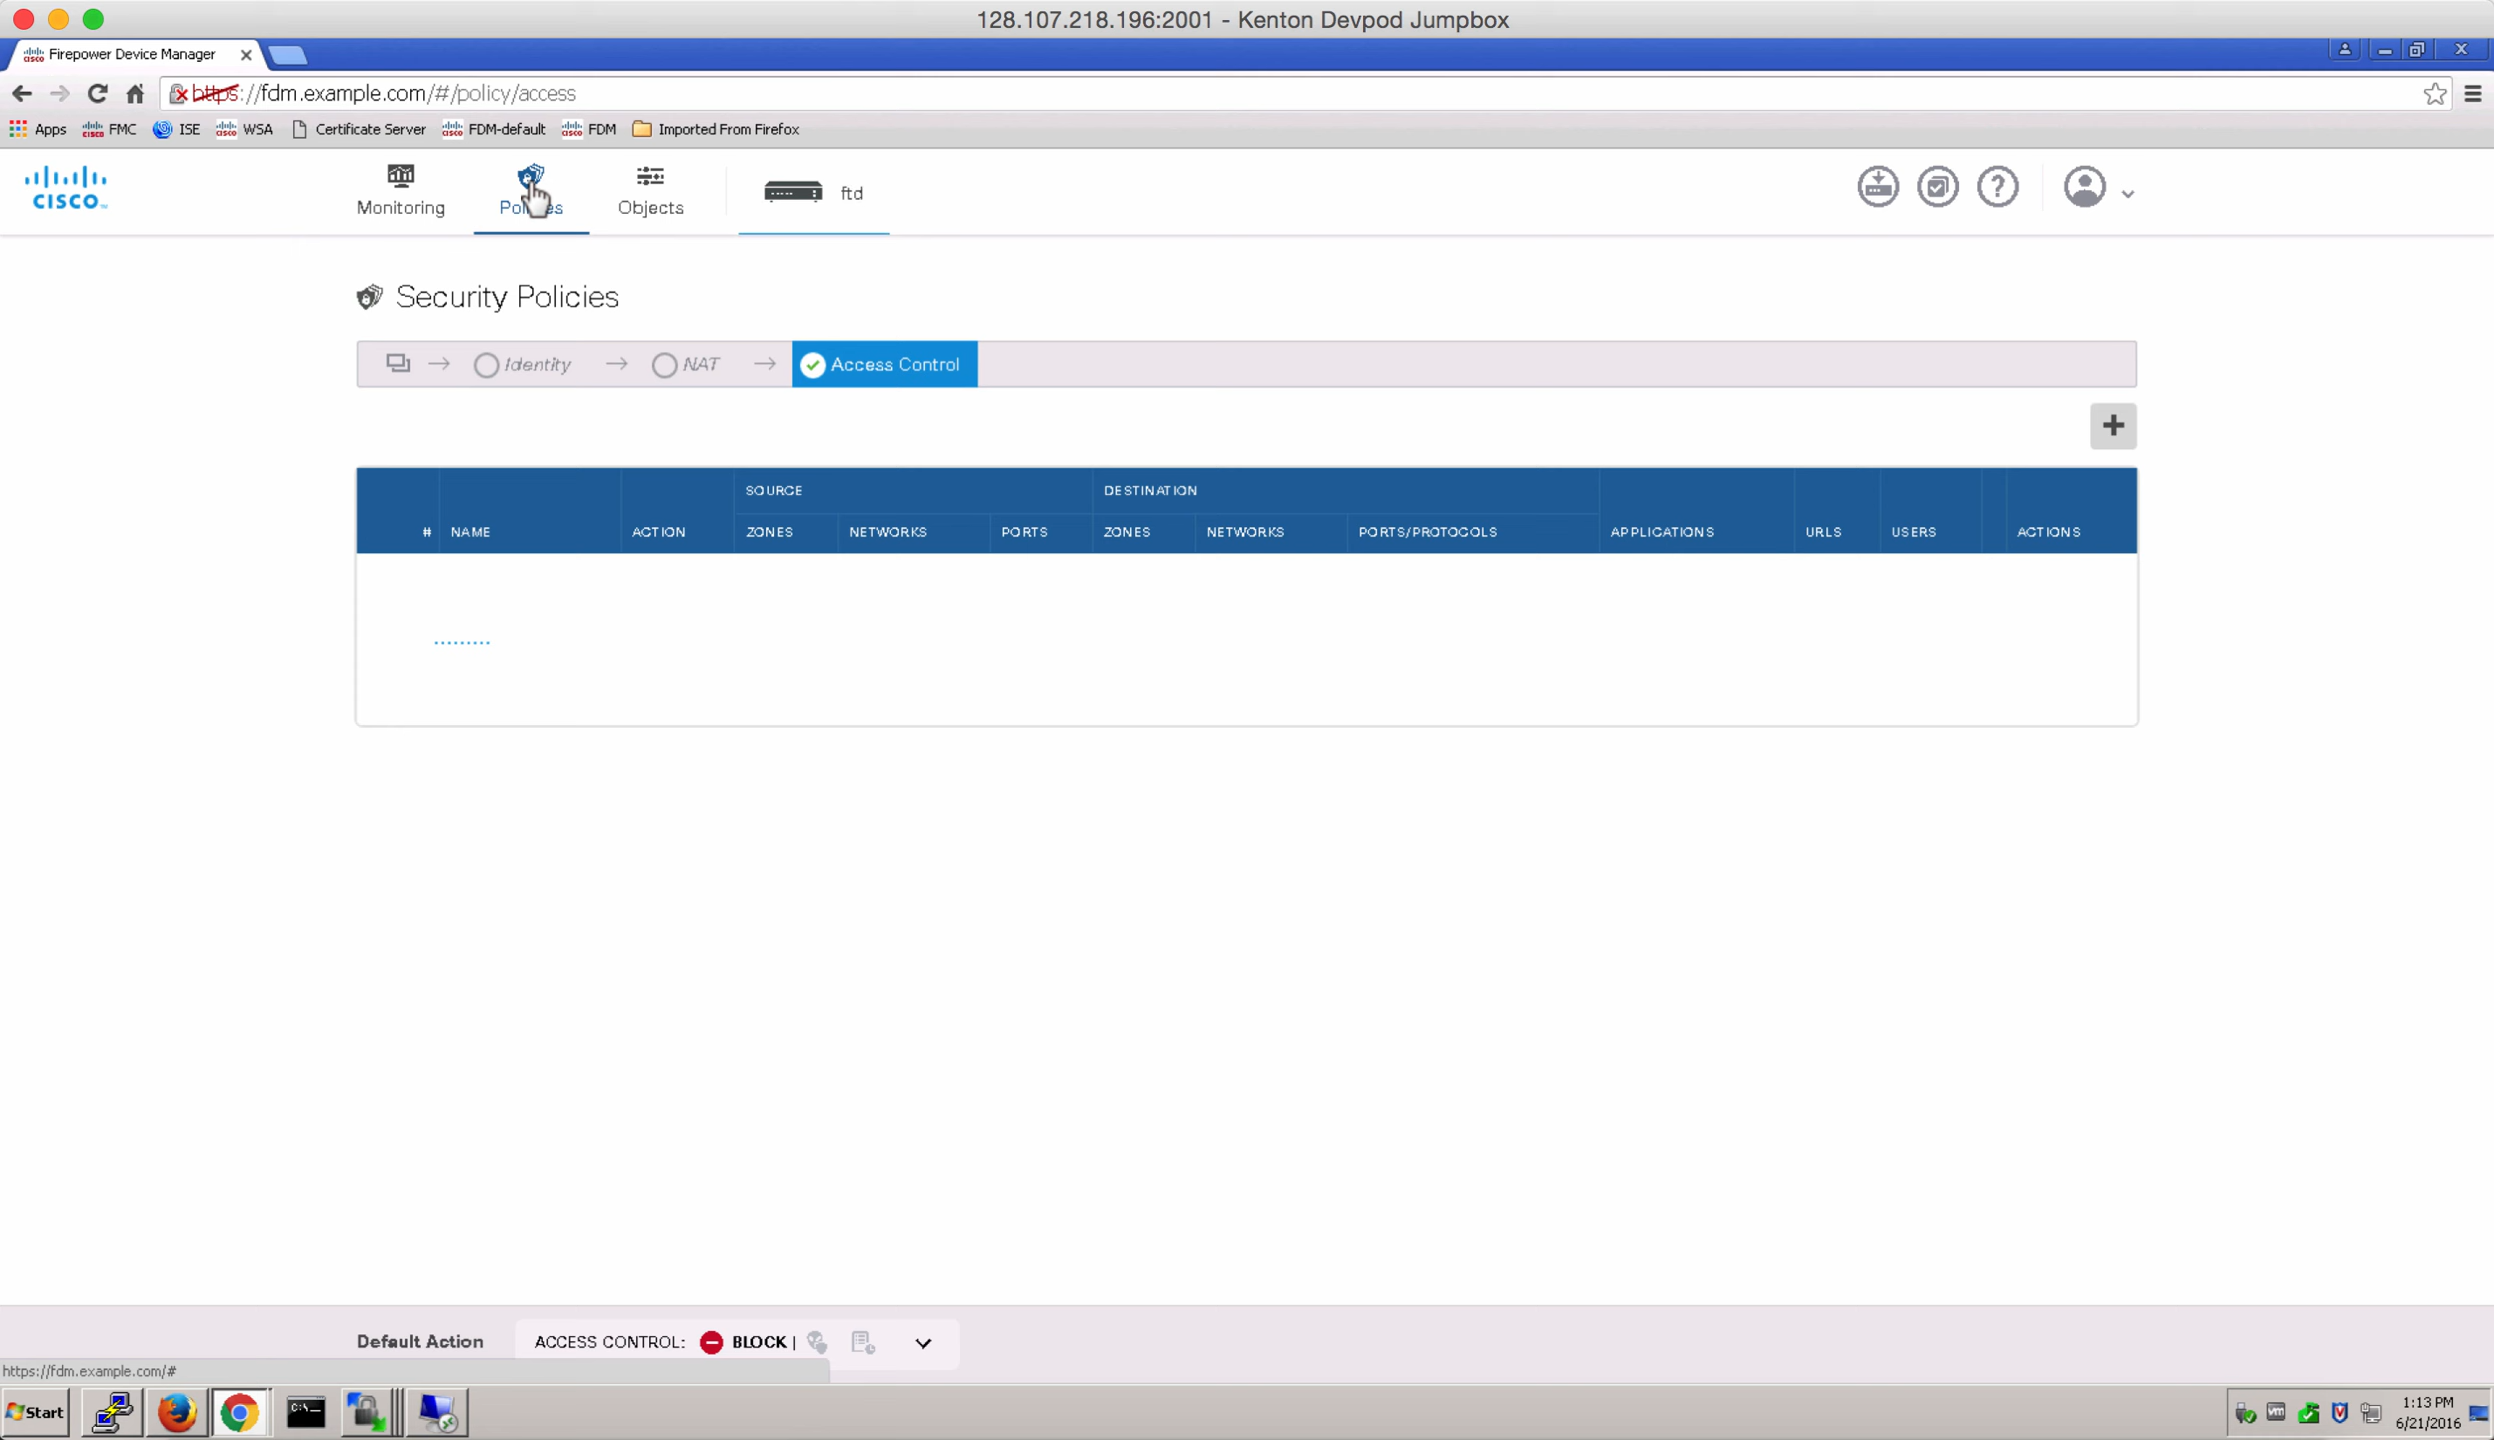 128.107.218.196:2001 - Kenton Devpod Jumpbox
Firepower Device Manager
https://fdm.example.com/#/policy/access
Apps FMC ISE WSA Certificate Server FDM-default FDM Imported From Firefox
CISCO
Monitoring
Objects
ftd
Security Policies
Identity
NAT
Access Control
SOURCE DESTINATION
# NAME ACTION ZONES NETWORKS PORTS ZONES NETWORKS PORTS/PROTOCOLS APPLICATIONS URLS USERS ACTIONS
Default Action ACCESS CONTROL: BLOCK |
https://fdm.example.com/#
Start
1:13 PM
6/21/2016